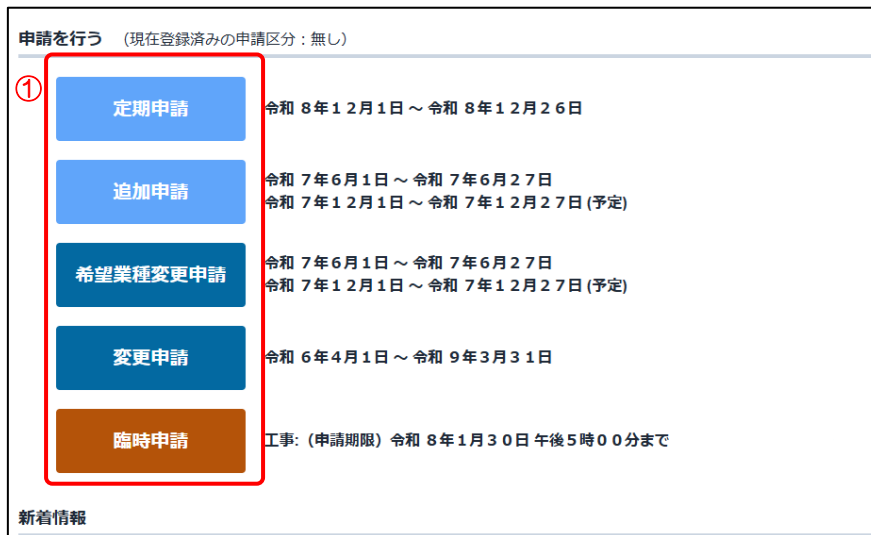 申請を行う （現在登録済みの申請区分：無し）
①
定期申請 令和 8年１２月1日 ～ 令和 8年１２月２６日
追加申請 令和 7年6月1日 ～ 令和 7年6月２７日
令和 7年１２月1日 ～ 令和 7年１２月２７日 (予定)
希望業種変更申請 令和 7年6月1日 ～ 令和 7年6月２７日
令和 7年１２月1日 ～ 令和 7年１２月２７日 (予定)
変更申請 令和 6年4月1日 ～ 令和 9年3月３１日
臨時申請 工事:（申請期限）令和 8年1月３０日 午後５時００分まで
新着情報